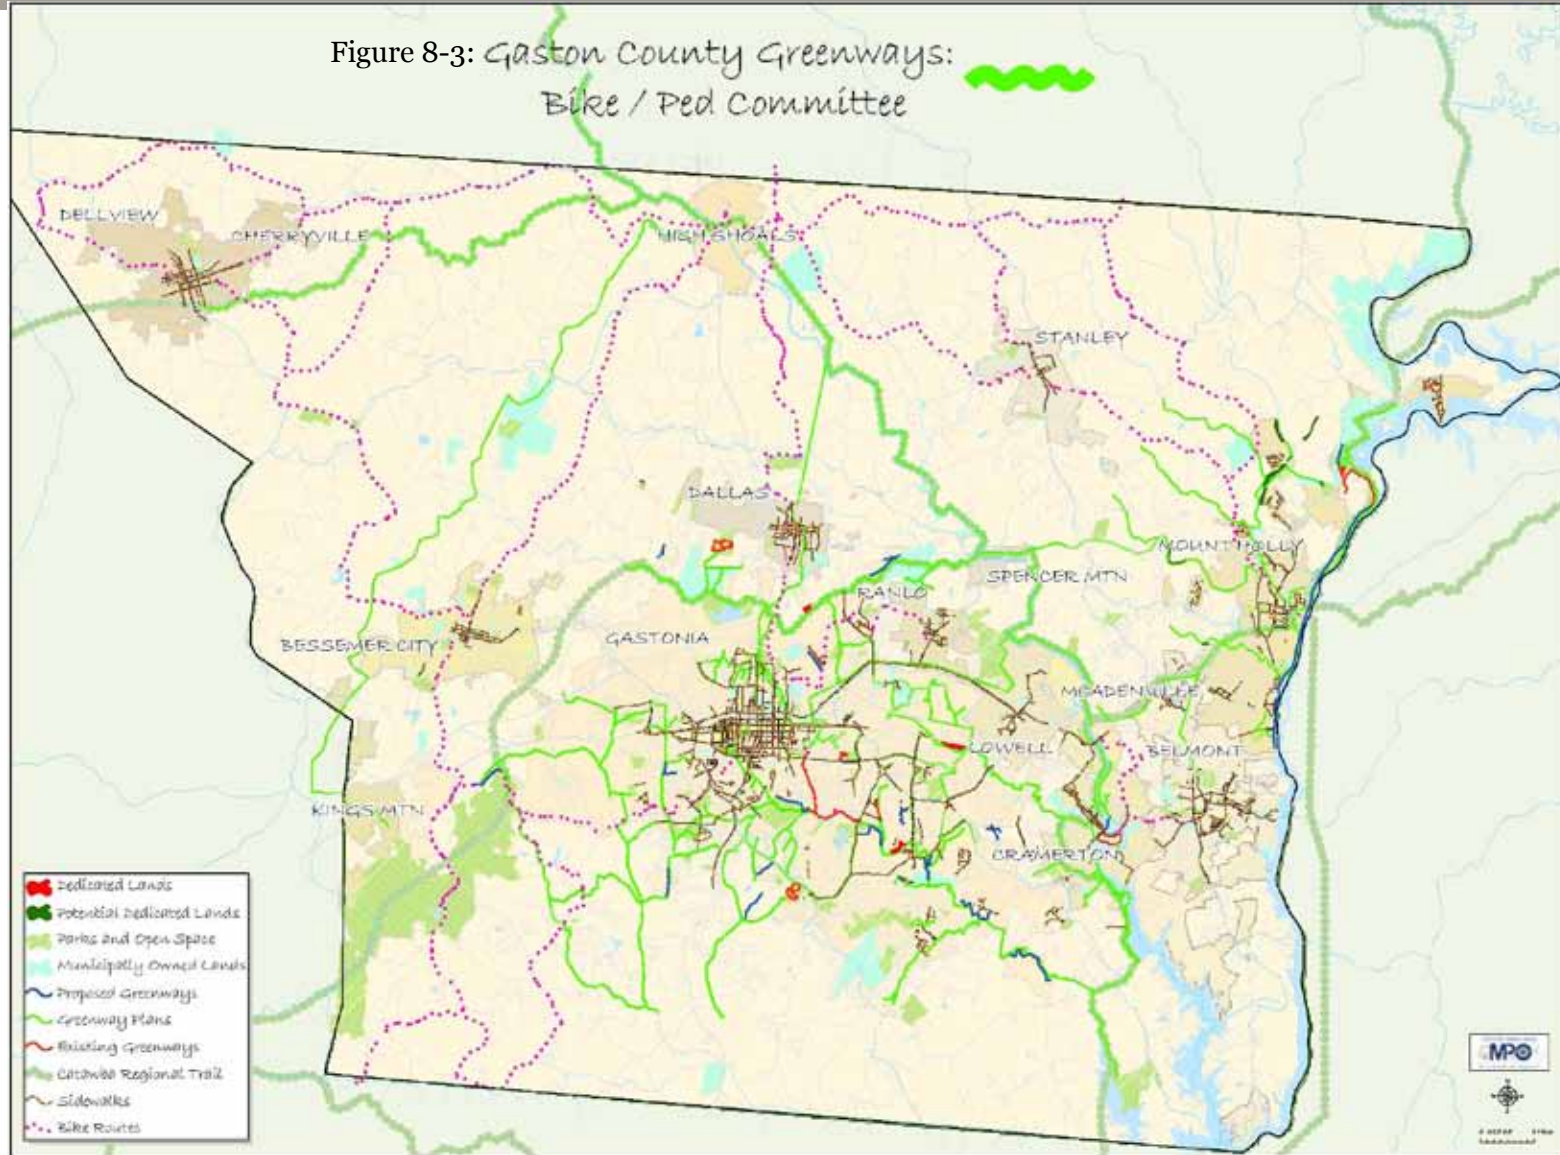 Figure 8-3: Gaston County Greenways:
Bike / Ped Committee
DELLVIEW
CHERRYVILLE
HIGH SHOALS
STANLEY
DALLAS
MOUNT HOLLY
SPENCER MTN
RANLO
BESSEMER CITY
GASTONIA
MCADENVILLE
LOWELL
BELMONT
KINGS MTN
CRAMERTON
Dedicated Lands
Potential Dedicated Lands
Parks and Open Space
Municipally Owned Lands
Proposed Greenways
Greenway Plans
Existing Greenways
Catawba Regional Trail
Sidewalks
Bike Routes
MPO